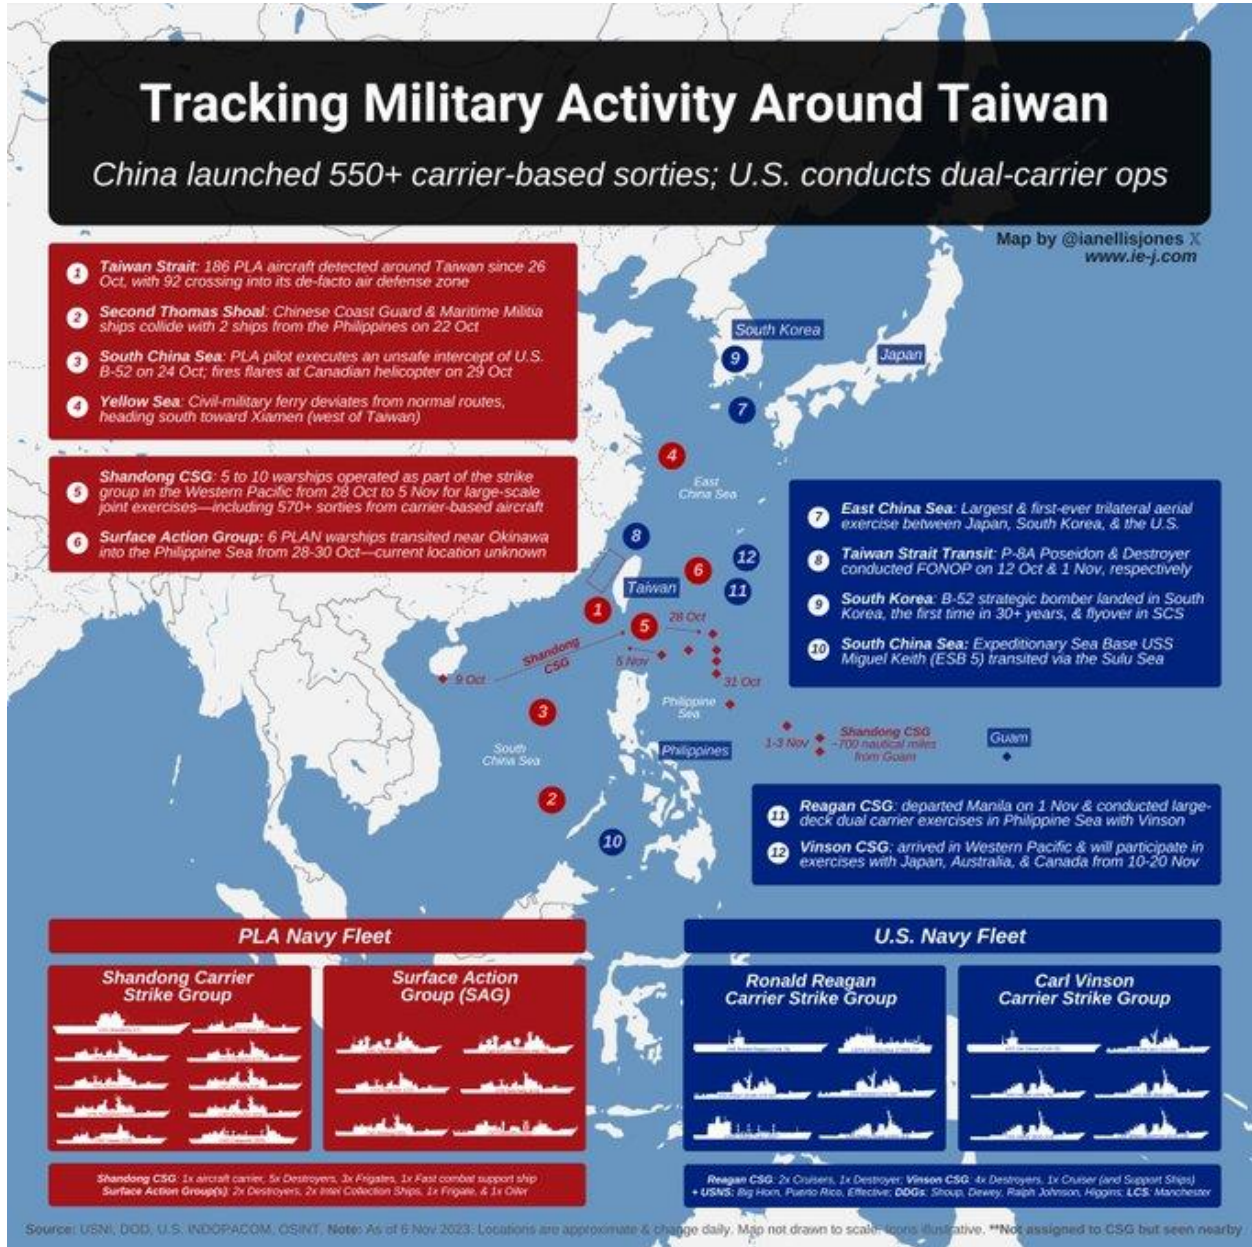 Tracking Military Activity Around Taiwan
China launched 550+ carrier-based sorties; U.S. conducts dual-carrier ops
Map by @ianellisjones X
www.ie-j.com
1 Taiwan Strait: 186 PLA aircraft detected around Taiwan since 26
Oct, with 92 crossing into its de-facto air defense zone
2 Second Thomas Shoal: Chinese Coast Guard & Maritime Militia
ships collide with 2 ships from the Philippines on 22 Oct
3 South China Sea: PLA pilot executes an unsafe intercept of U.S.
B-52 on 24 Oct; fires flares at Canadian helicopter on 29 Oct
4 Yellow Sea: Civil-military ferry deviates from normal routes,
heading south toward Xiamen (west of Taiwan)
5 Shandong CSG: 5 to 10 warships operated as part of the strike
group in the Western Pacific from 28 Oct to 5 Nov for large-scale
joint exercises—including 570+ sorties from carrier-based aircraft
6 Surface Action Group: 6 PLAN warships transited near Okinawa
into the Philippine Sea from 28-30 Oct—current location unknown
South Korea
9
Japan
7
4
East
China Sea
8
12
6
Taiwan
11
1
5
28 Oct
Shandong
CSG
5 Nov
9 Oct
31 Oct
3
Philippine
Sea
South
China Sea
Philippines
1-3 Nov
Shandong CSG
~700 nautical miles
from Guam
Guam
2
10
7 East China Sea: Largest & first-ever trilateral aerial
exercise between Japan, South Korea, & the U.S.
8 Taiwan Strait Transit: P-8A Poseidon & Destroyer
conducted FONOP on 12 Oct & 1 Nov, respectively
9 South Korea: B-52 strategic bomber landed in South
Korea, the first time in 30+ years, & flyover in SCS
10 South China Sea: Expeditionary Sea Base USS
Miguel Keith (ESB 5) transited via the Sulu Sea
11 Reagan CSG: departed Manila on 1 Nov & conducted large-
deck dual carrier exercises in Philippine Sea with Vinson
12 Vinson CSG: arrived in Western Pacific & will participate in
exercises with Japan, Australia, & Canada from 10-20 Nov
PLA Navy Fleet
Shandong Carrier
Strike Group
Surface Action
Group (SAG)
Shandong CSG: 1x aircraft carrier, 5x Destroyers, 3x Frigates, 1x Fast combat support ship
Surface Action Group(s): 2x Destroyers, 2x Intel Collection Ships, 1x Frigate, & 1x Oiler
U.S. Navy Fleet
Ronald Reagan
Carrier Strike Group
Carl Vinson
Carrier Strike Group
Reagan CSG: 2x Cruisers, 1x Destroyer; Vinson CSG: 4x Destroyers, 1x Cruiser (and Support Ships)
+ USNS: Big Horn, Puerto Rico, Effective; DDGs: Shoup, Dewey, Ralph Johnson, Higgins; LCS: Manchester
Source: USNI, DOD, U.S. INDOPACOM, OSINT, Note: As of 6 Nov 2023. Locations are approximate & change daily. Map not drawn to scale. Icons illustrative. **Not assigned to CSG but seen nearby